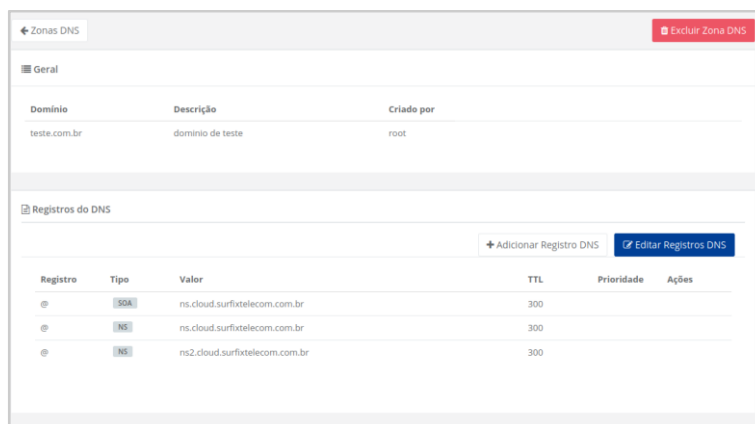 Zonas DNS
Excluir Zona DNS
Geral
Domínio Descrição Criado por
teste.com.br dominio de teste root
Registros do DNS
Adicionar Registro DNS Editar Registros DNS
Registro Tipo Valor TTL Prioridade Ações
@ SOA ns.cloud.surfixtelecom.com.br 300
@ NS ns.cloud.surfixtelecom.com.br 300
@ NS ns2.cloud.surfixtelecom.com.br 300